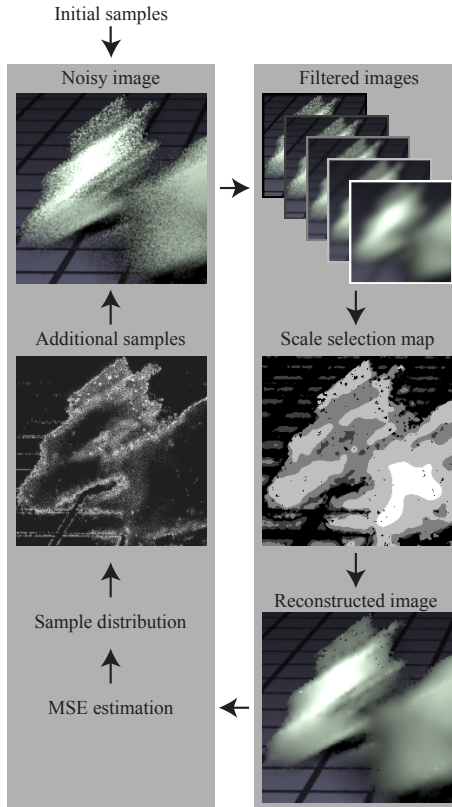 Initial samples
Noisy image
Filtered images
Additional samples
Scale selection map
Sample distribution
Reconstructed image
MSE estimation